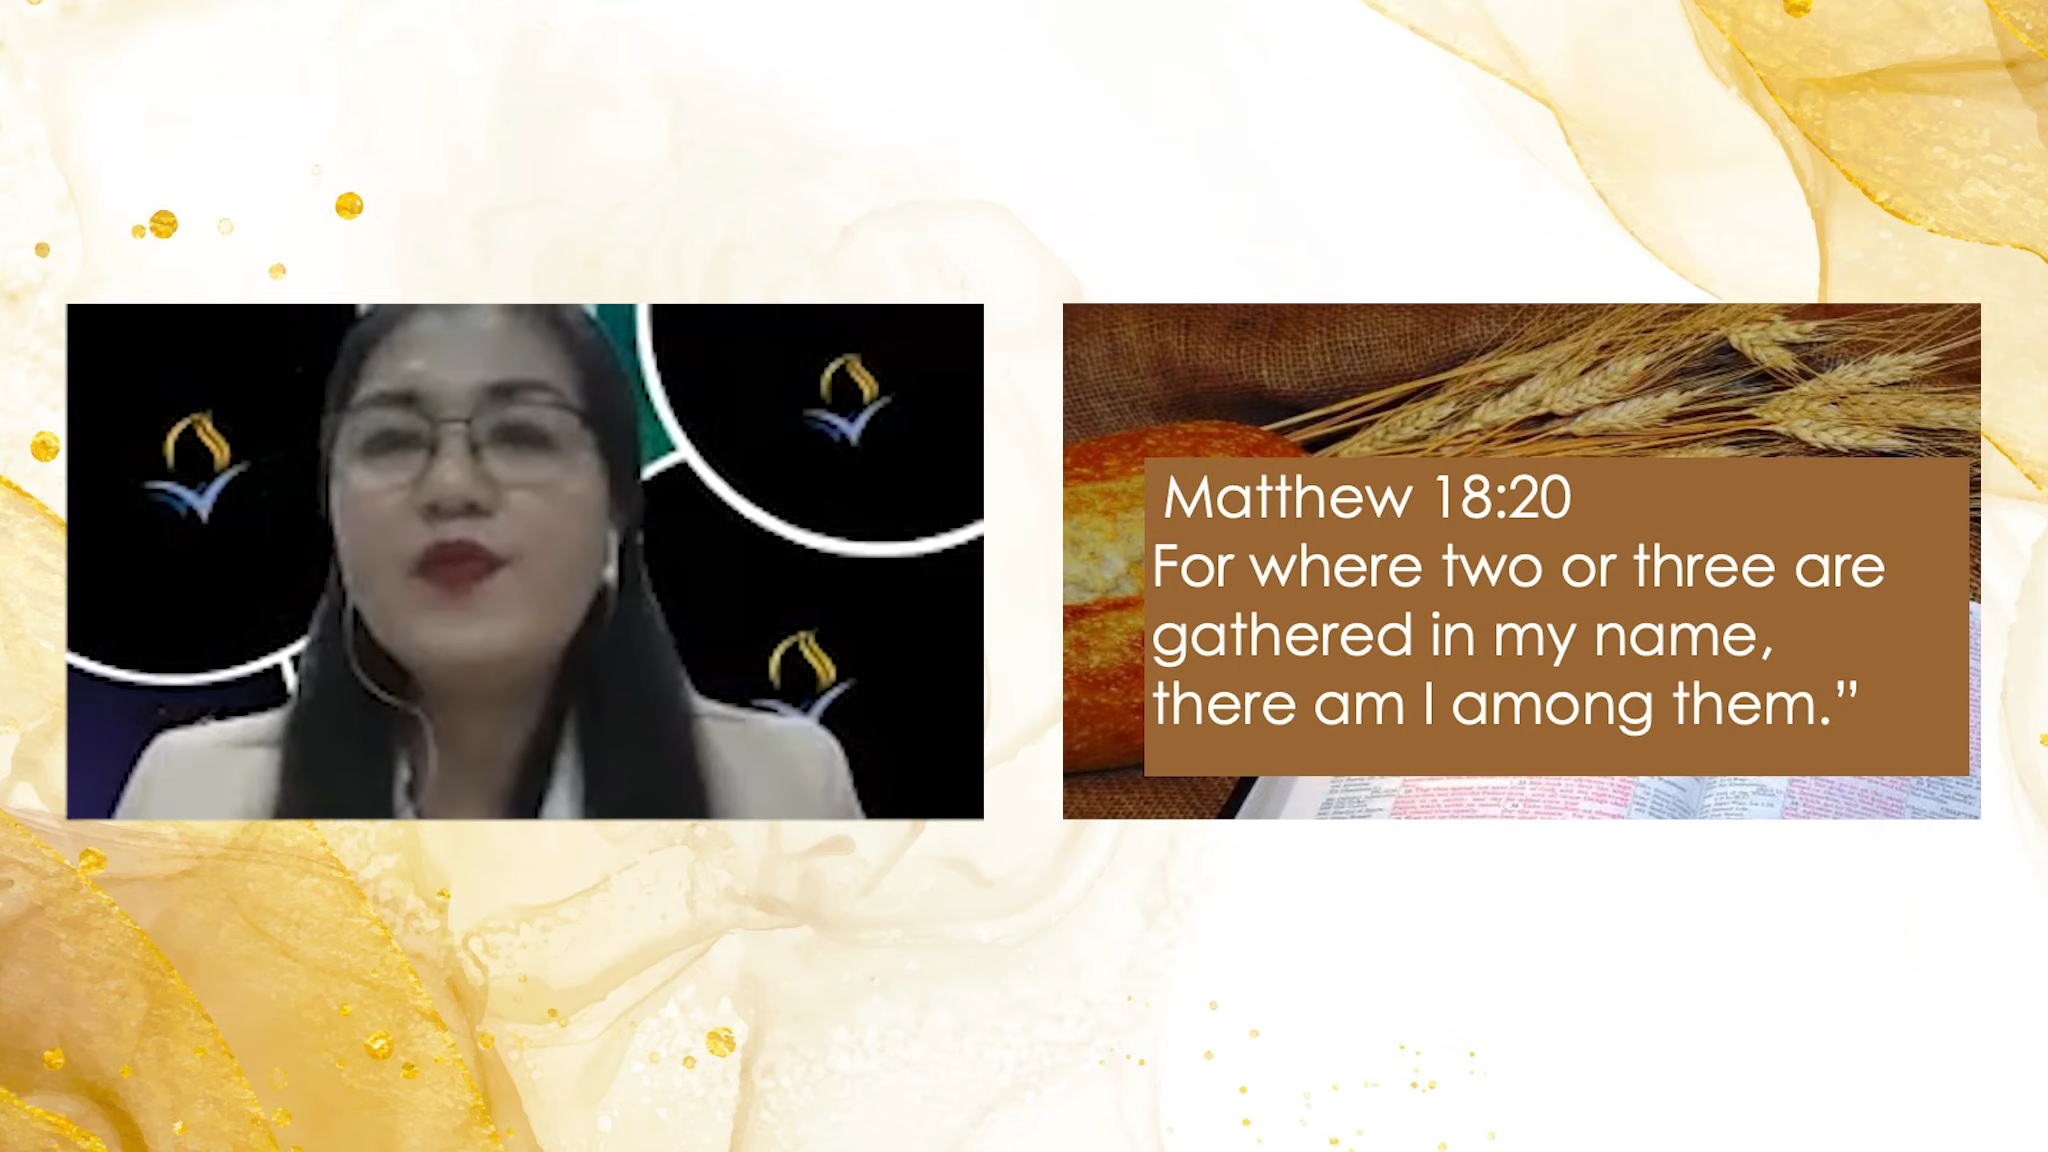 Matthew 18:20
For where two or three are
gathered in my name,
there am I among them.”